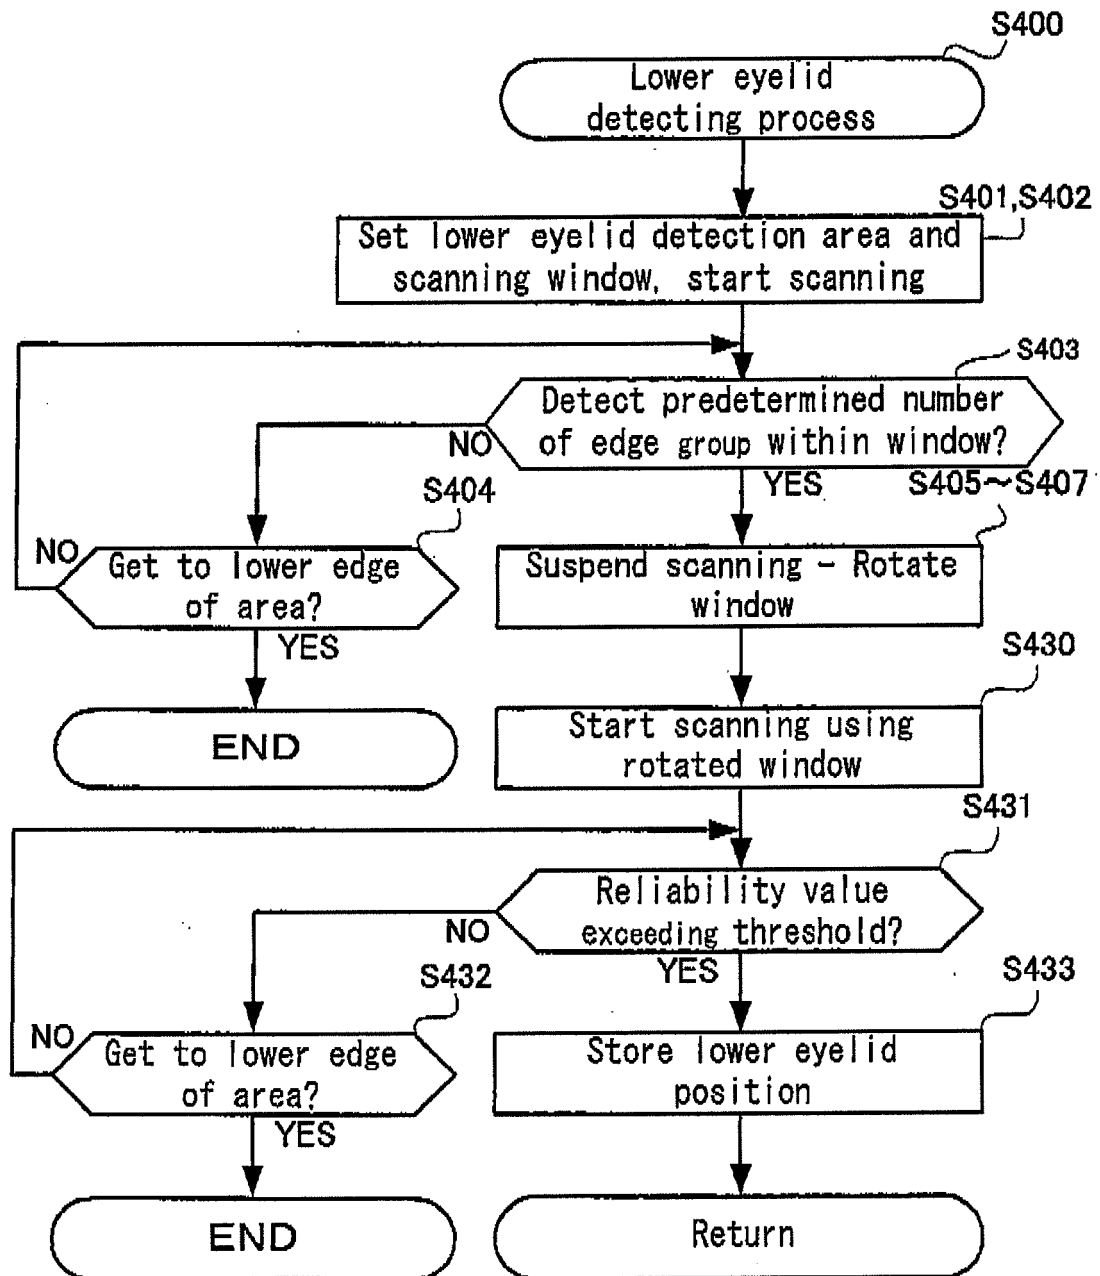 S400
Lower eyelid
detecting process
S401,S402
Set lower eyelid detection area and
scanning window, start scanning
S403
Detect predetermined number
of edge group within window?
NO
YES
S405～S407
S404
NO
Get to lower edge
of area?
YES
Suspend scanning – Rotate
window
S430
END
Start scanning using
rotated window
S431
Reliability value
exceeding threshold?
NO
YES
S432
S433
NO
Get to lower edge
of area?
YES
Store lower eyelid
position
END
Return